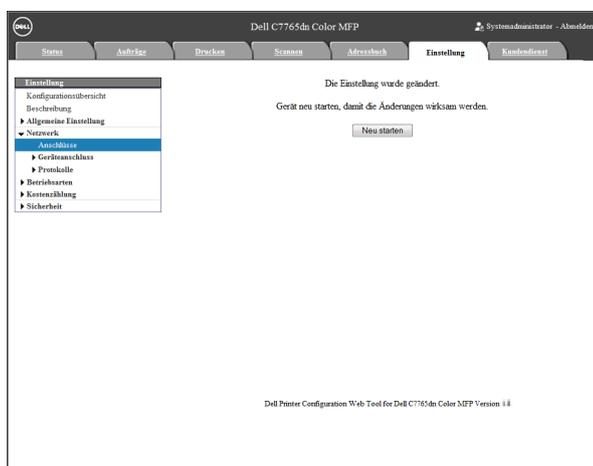 DELL
Dell C7765dn Color MFP
Systemadministrator - Abmelden
Status
Aufträge
Drucken
Scannen
Adressbuch
Einstellung
Kundendienst
Einstellung
Konfigurationsübersicht
Beschreibung
Allgemeine Einstellung
Netzwerk
Anschlüsse
Geräteanschluss
Protokolle
Betriebsarten
Kostenzählung
Sicherheit
Die Einstellung wurde geändert.
Gerät neu starten, damit die Änderungen wirksam werden.
Neu starten
Dell Printer Configuration Web Tool for Dell C7765dn Color MFP Version